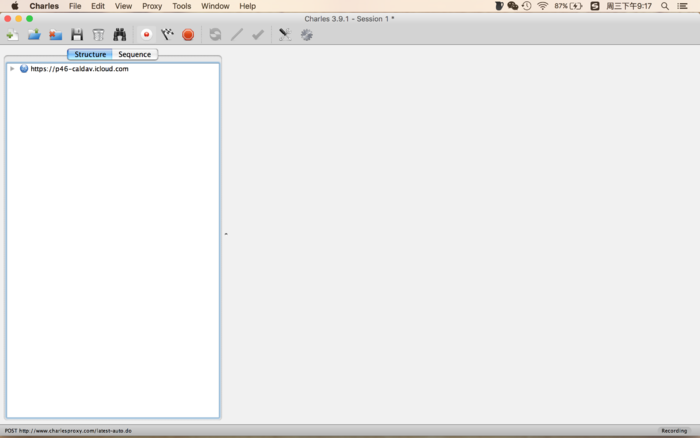 Charles File Edit View Proxy Tools Window Help 87% 周三下午9:17
Charles 3.9.1 - Session 1 *
Structure Sequence
https://p46-caldav.icloud.com
POST http://www.charlesproxy.com/latest-auto.do Recording